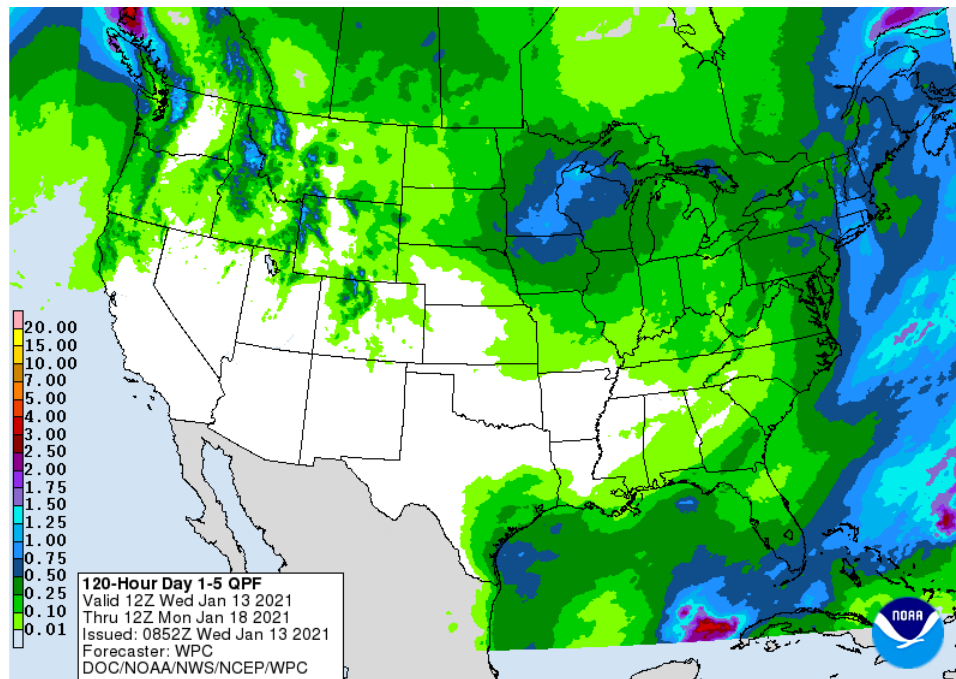 20.00
15.00
10.00
7.00
5.00
4.00
3.00
2.50
2.00
1.75
1.50
1.25
1.00
0.75
0.50
0.25
0.10
0.01
120-Hour Day 1-5 QPF
Valid 12Z Wed Jan 13 2021
Thru 12Z Mon Jan 18 2021
Issued: 0852Z Wed Jan 13 2021
Forecaster: WPC
DOC/NOAA/NWS/NCEP/WPC
NOAA